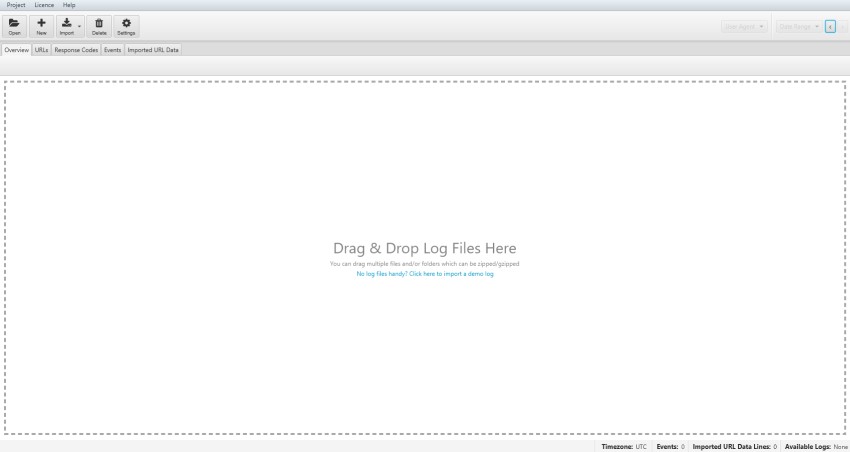 Project Licence Help
Open New Import Delete Settings User Agent Date Range
Overview URLs Response Codes Events Imported URL Data
Drag & Drop Log Files Here
You can drag multiple files and/or folders which can be zipped/gzipped
No log files handy? Click here to import a demo log
Timezone: UTC Events: 0 Imported URL Data Lines: 0 Available Logs: None